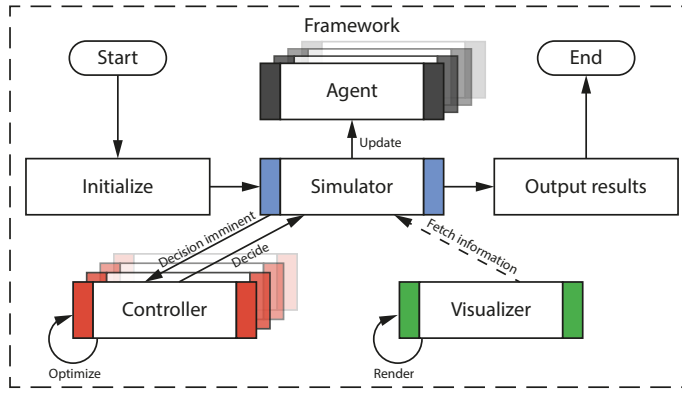 Framework
Start
End
Agent
Update
Initialize
Simulator
Output results
Decision imminent
Decide
Fetch information
Controller
Visualizer
Optimize
Render